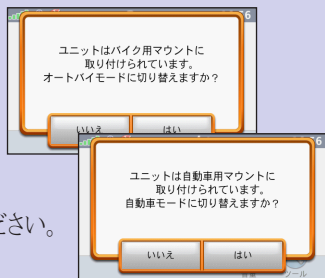 ユニットはバイク用マウントに
取り付けられています。
オートバイモードに切り替えますか？
いいえ
はい
ユニットは自動車用マウントに
取り付けられています。
自動車モードに切り替えますか？
ださい。
いいえ
はい
ツール